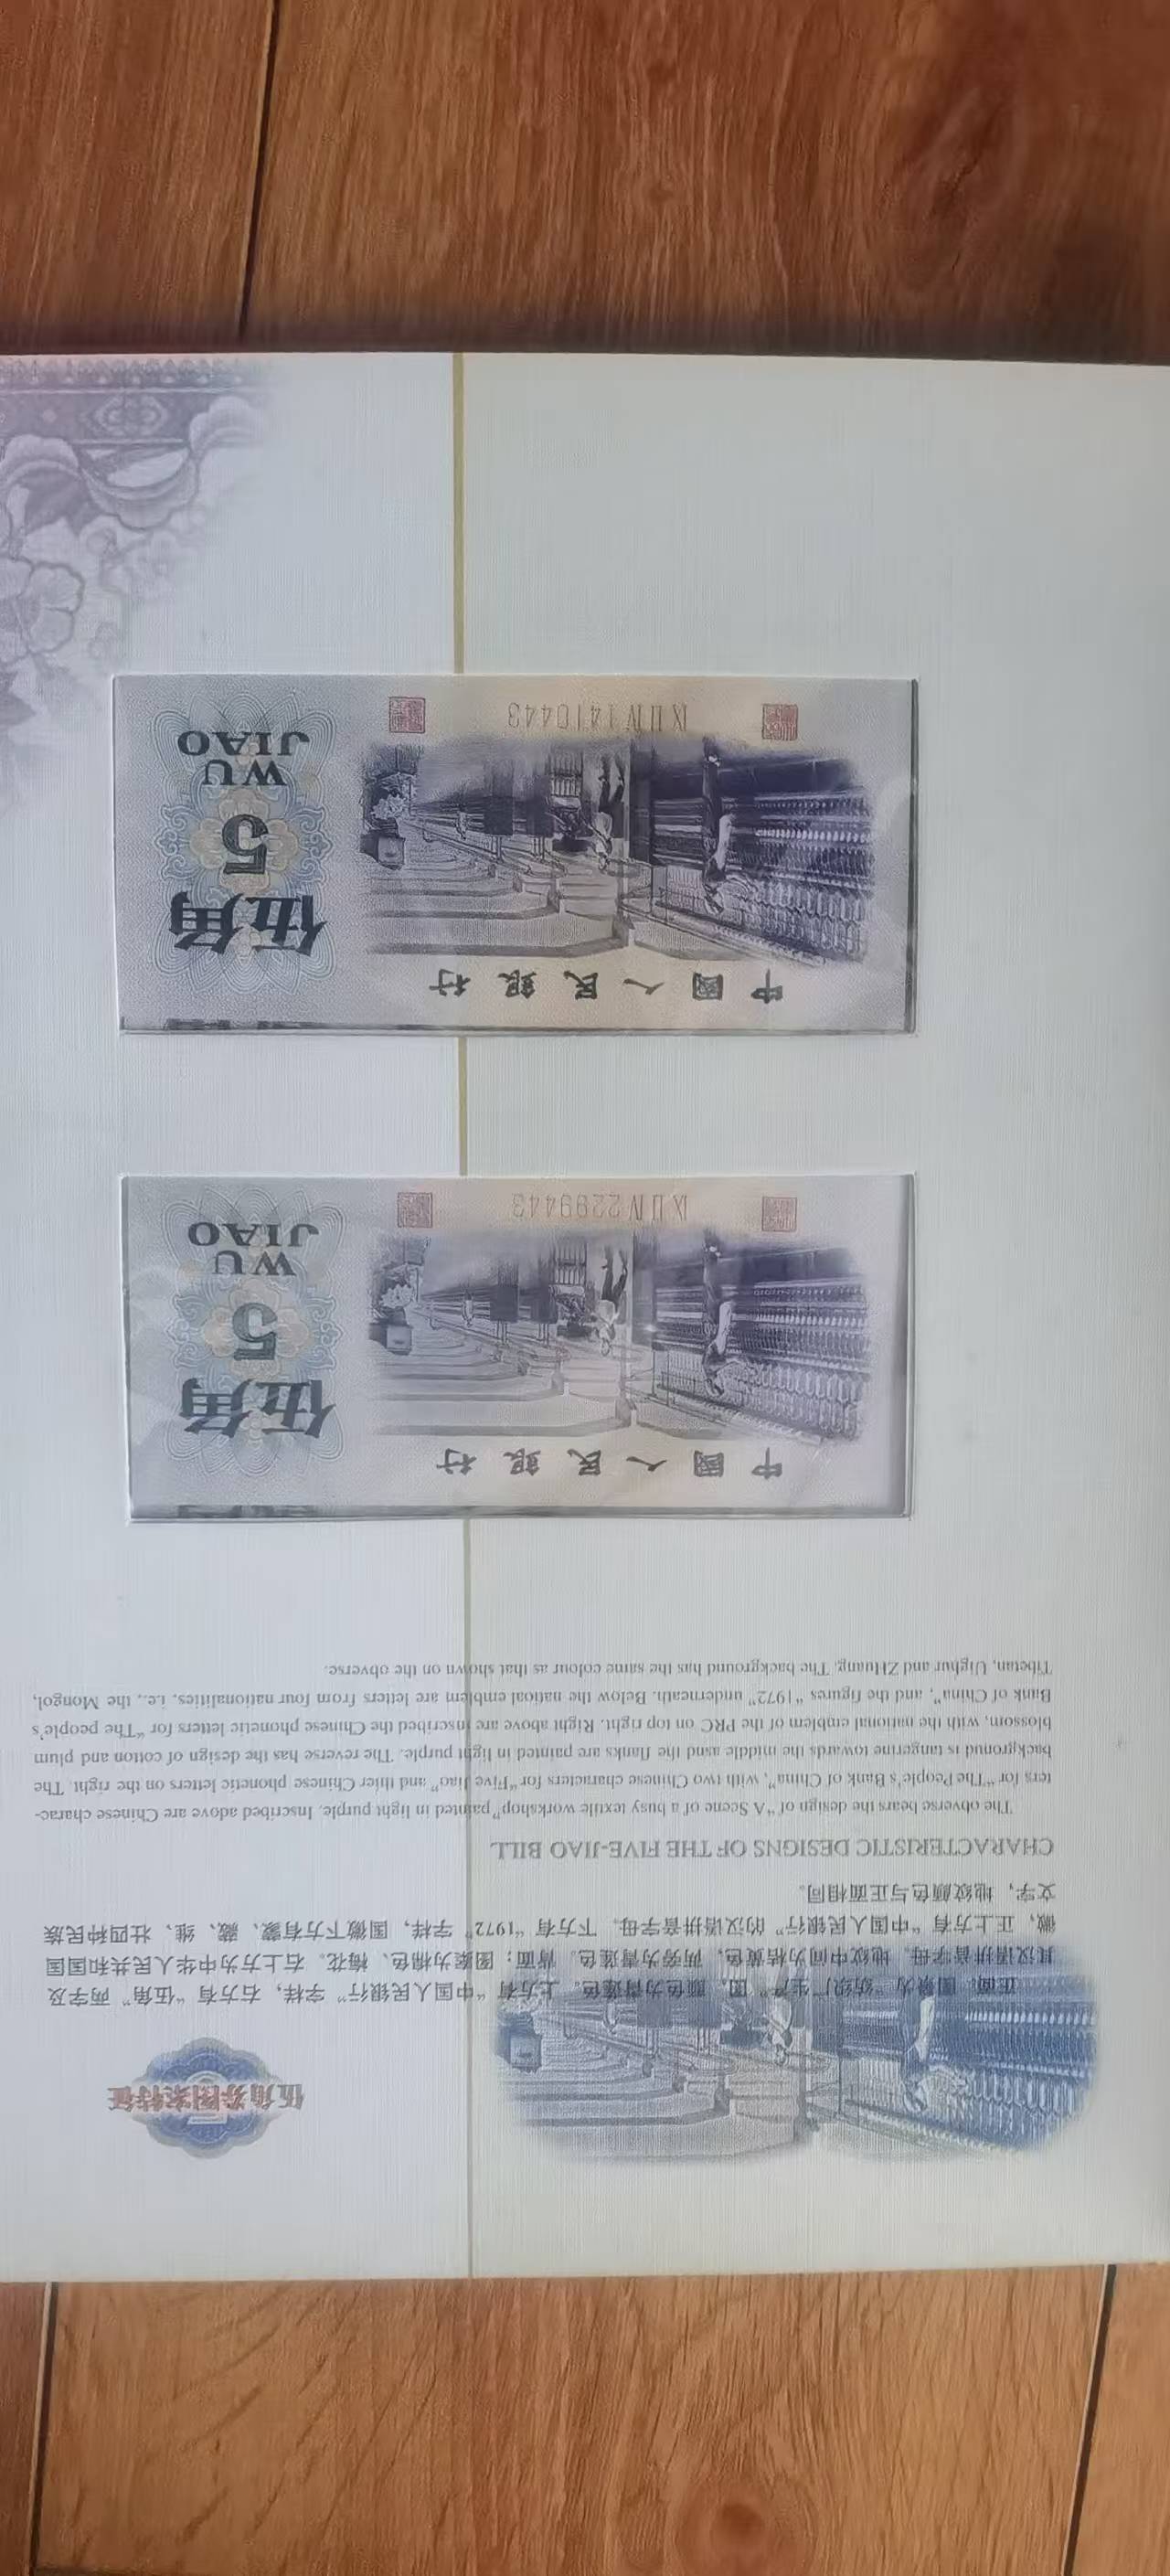 伍角券图案特征
正面:图景为“纺织厂生产”图,颜色为青莲色。上方有“中国人民银行”字样,右方有“伍角”两字及
其汉语拼音字母。地纹中间为桔黄色,两旁为青莲色。背面:图案为棉色、梅花。右上方为中华人民共和国国
徽,正上方有“中国人民银行”的汉语拼音字母。下方有“1972”字样,国徽下方有蒙、藏、维、壮四种民族
文字,地纹颜色与正面相同。
CHARACTERISTIC DESIGNS OF THE FIVE-JIAO BILL
The obverse bears the design of “A Scene of a busy textile workshop” painted in light purple. Inscribed adove are Chinese charac-
ters for “The People's Bank of China”, with two Chinese characters for “Five Jiao” and thier Chinese phonetic letters on the right. The
backgronud is tangerine towards the middle asnd the flanks are painted in light purple. The reverse has the design of cotton and plum
blossom, with the national emblem of the PRC on top right. Right above are inscribed the Chinese phonetic letters for “The people's
Bank of China”, and the figures “1972” underneath. Below the natioal emblem are letters from four nationalities, i.e., the Mongol,
Tibetan, Uighur and ZHuang. The background has the same colour as that shown on the obverse.
中國人民銀行
伍角
5
WU
JIAO
IX II IV 2299443
中國人民銀行
伍角
5
WU
JIAO
IX II IV 1410443